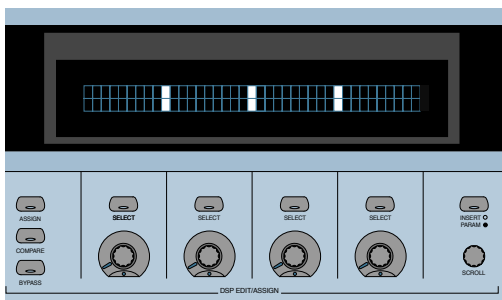 ASSIGN
SELECT
SELECT
SELECT
SELECT
INSERT
PARAM
COMPARE
SCROLL
BYPASS
DSP EDIT/ASSIGN